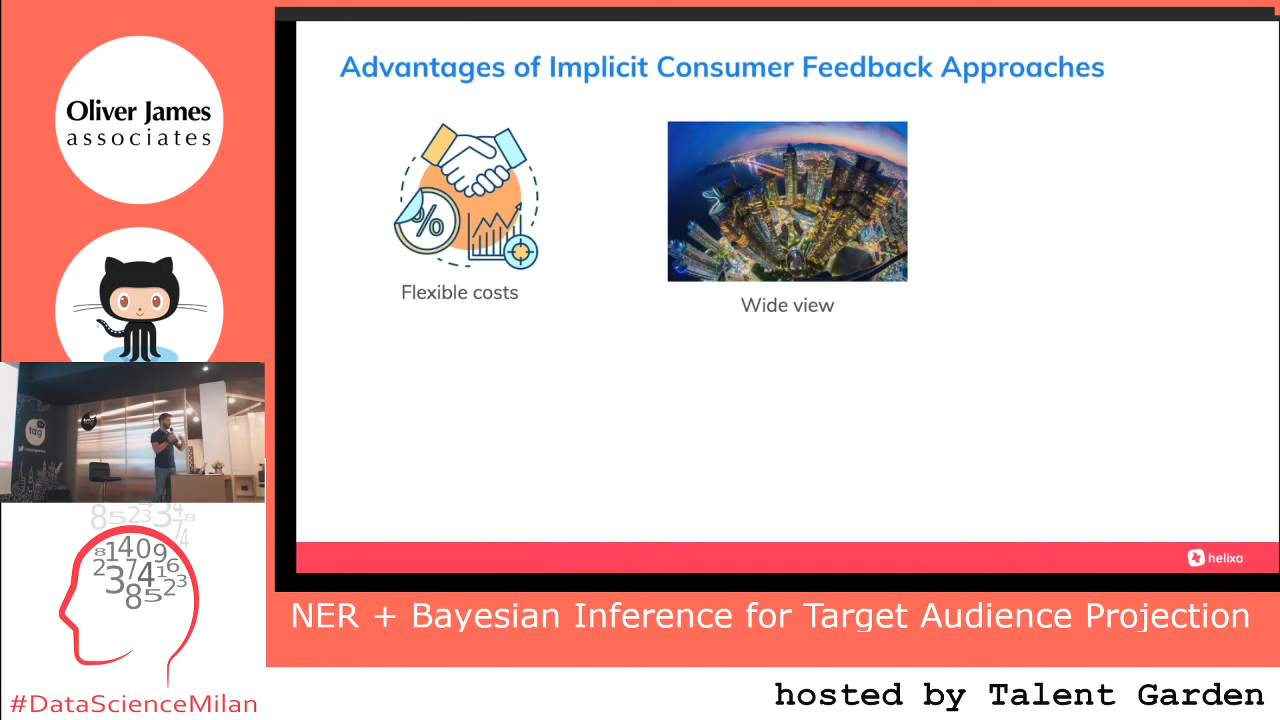 Oliver James
associates
Advantages of Implicit Consumer Feedback Approaches
%
Flexible costs
Wide view
tag
helixa
NER + Bayesian Inference for Target Audience Projection
#DataScienceMilan
hosted by Talent Garden